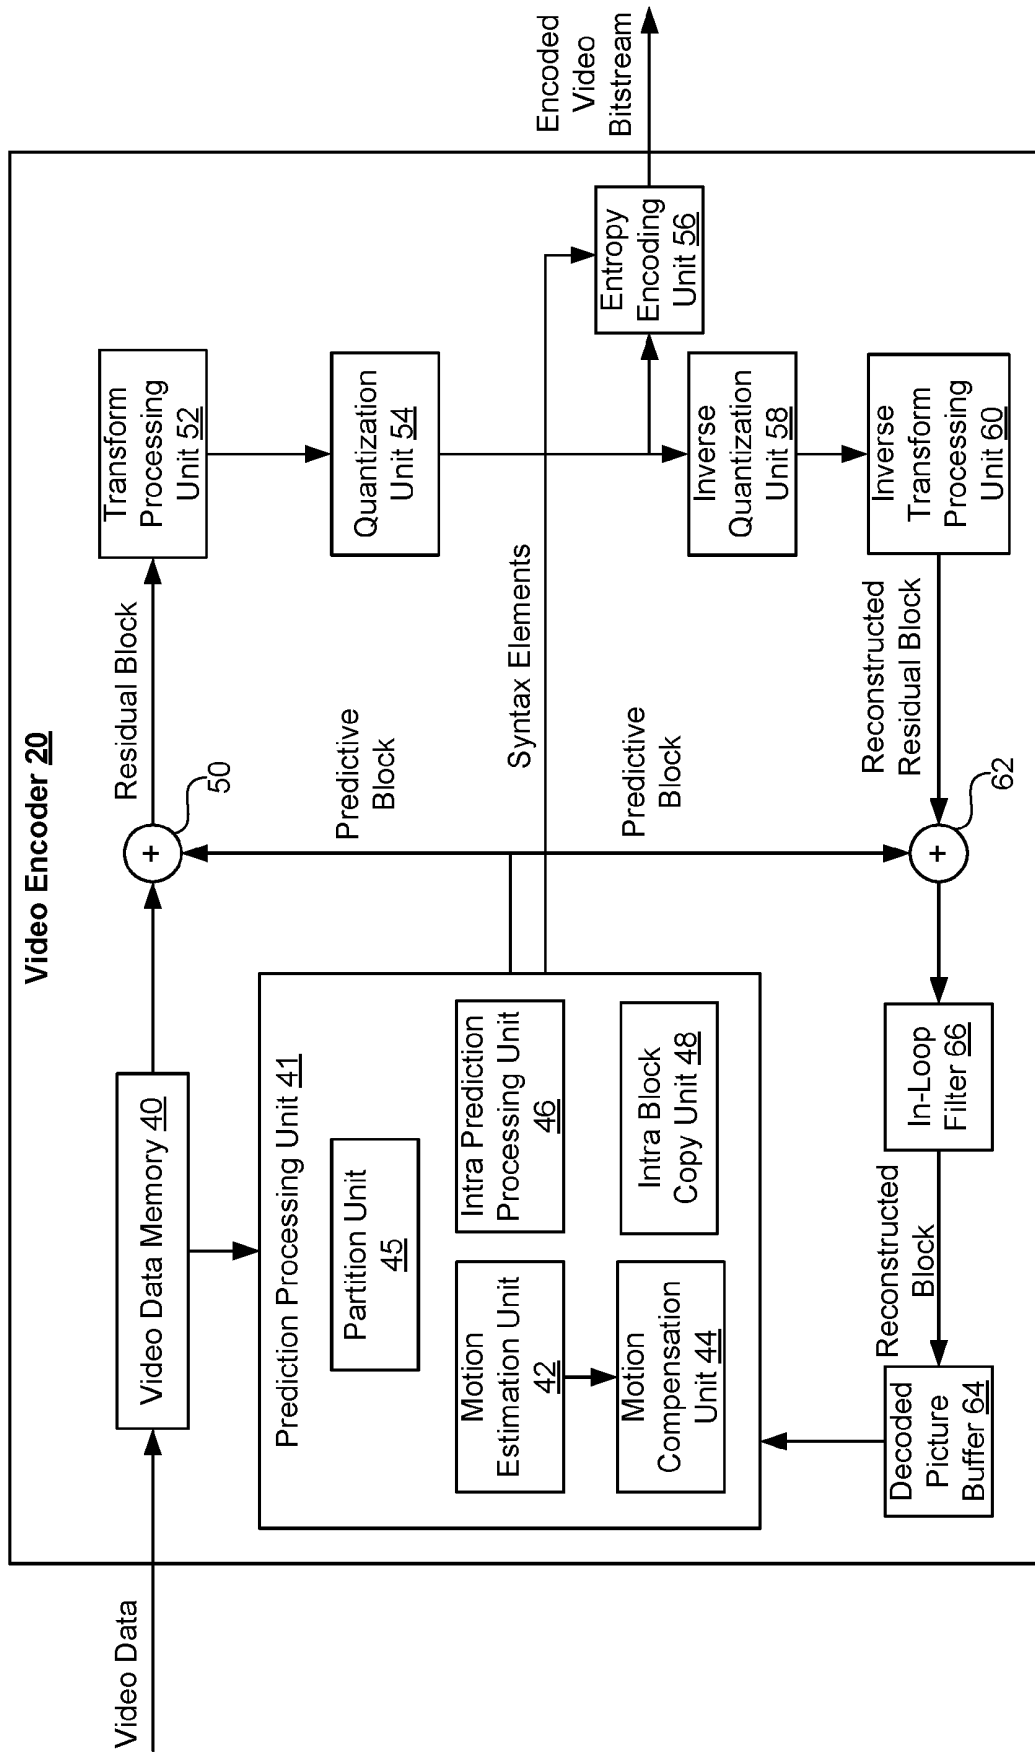 Video Encoder 20
Video Data
Video Data Memory 40
+
50
Residual Block
Transform
Processing
Unit 52
Prediction Processing Unit 41
Partition Unit
45
Motion
Estimation Unit
42
Intra Prediction
Processing Unit
46
Motion
Compensation
Unit 44
Intra Block
Copy Unit 48
Predictive
Block
Quantization
Unit 54
Syntax Elements
Predictive
Block
Entropy
Encoding
Unit 56
Encoded
Video
Bitstream
Inverse
Quantization
Unit 58
Inverse
Transform
Processing
Unit 60
Reconstructed
Residual Block
+
62
In-Loop
Filter 66
Reconstructed
Block
Decoded
Picture
Buffer 64